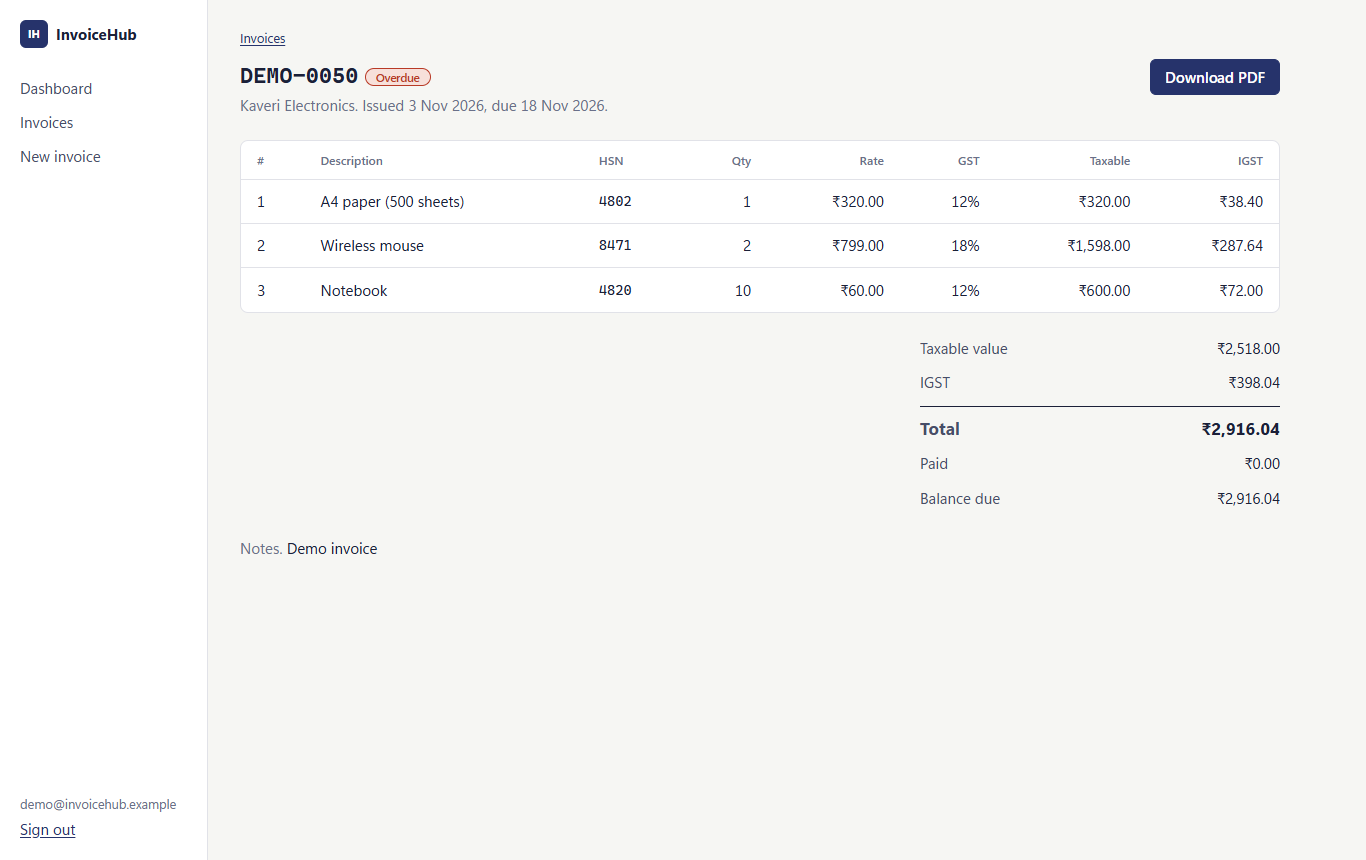 IH InvoiceHub
Dashboard
Invoices
New invoice
demo@invoicehub.example
Sign out
Invoices
DEMO-0050 Overdue
Download PDF
Kaveri Electronics. Issued 3 Nov 2026, due 18 Nov 2026.
# Description HSN Qty Rate GST Taxable IGST
1 A4 paper (500 sheets) 4802 1 ₹320.00 12% ₹320.00 ₹38.40
2 Wireless mouse 8471 2 ₹799.00 18% ₹1,598.00 ₹287.64
3 Notebook 4820 10 ₹60.00 12% ₹600.00 ₹72.00
Taxable value ₹2,518.00
IGST ₹398.04
Total ₹2,916.04
Paid ₹0.00
Balance due ₹2,916.04
Notes. Demo invoice